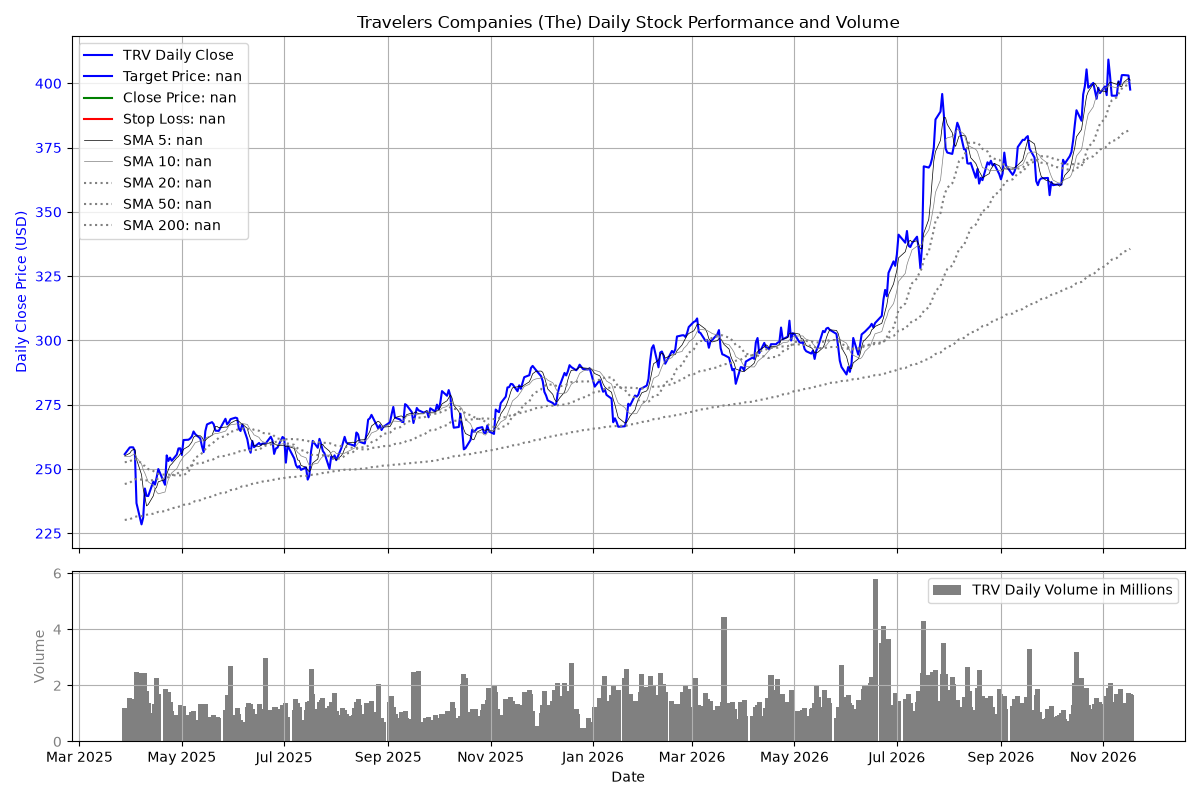 Travelers Companies (The) Daily Stock Performance and Volume
TRV Daily Close
Target Price: nan
Close Price: nan
Stop Loss: nan
SMA 5: nan
SMA 10: nan
SMA 20: nan
SMA 50: nan
SMA 200: nan
Daily Close Price (USD)
400
375
350
325
300
275
250
225
TRV Daily Volume in Millions
Volume
6
4
2
0
Mar 2025 May 2025 Jul 2025 Sep 2025 Nov 2025 Jan 2026 Mar 2026 May 2026 Jul 2026 Sep 2026 Nov 2026
Date